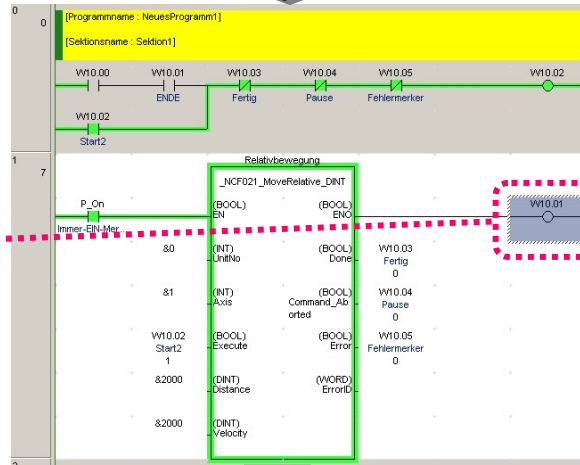 0
0
[Programmname : NeuesProgramm1]
[Sektionsname : Sektion1]
W10.00 W10.01 W10.03 W10.04 W10.05 W10.02
ENDE Fertig Pause Fehlermerker
W10.02
Start2
1
7
Relativbewegung
_NCF021_MoveRelative_DINT
P_On (BOOL) (BOOL) W10.01
EN ENO
Immer-EIN-Mer...
&0 (INT) (BOOL) W10.03
UnitNo Done Fertig
0
&1 (INT) (BOOL) W10.04
Axis Command_Ab Pause
orted 0
W10.02 (BOOL) (BOOL) W10.05
Start2 Execute Error Fehlermerker
1 0
&2000 (DINT) (WORD)
Distance ErrorID
&2000 (DINT)
Velocity